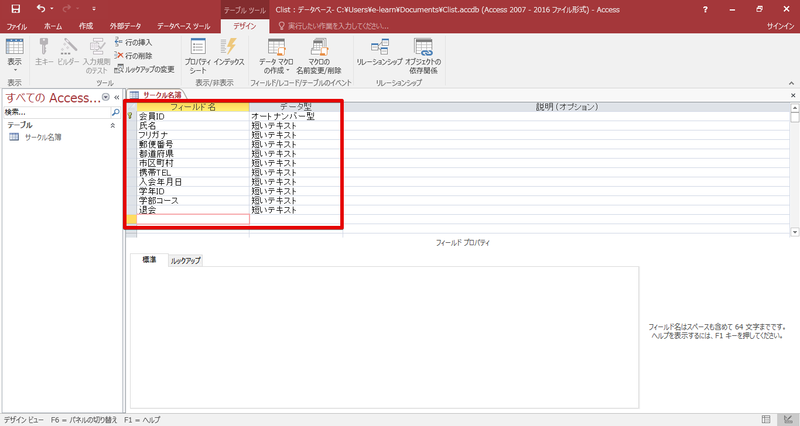 テーブル ツール
Clist : データベース- C:¥Users¥e-learn¥Documents¥Clist.accdb (Access 2007 - 2016 ファイル形式) - Access
?
ファイル
ホーム
作成
外部データ
データベース ツール
デザイン
実行したい作業を入力してください...
サインイン
表示
主キー
ビルダー
入力規則
のテスト
行の挿入
行の削除
ルックアップの変更
プロパティ
シート
インデックス
データ マクロ
の作成
マクロの
名前変更/削除
リレーションシップ
オブジェクトの
依存関係
表示
ツール
表示/非表示
フィールド/レコード/テーブルのイベント
リレーションシップ
すべての Access...
検索...
テーブル
サークル名簿
サークル名簿
フィールド名
データ型
説明(オプション)
会員ID
オートナンバー型
氏名
短いテキスト
フリガナ
短いテキスト
郵便番号
短いテキスト
都道府県
短いテキスト
市区町村
短いテキスト
携帯TEL
短いテキスト
入会年月日
短いテキスト
学年ID
短いテキスト
学部コース
短いテキスト
退会
短いテキスト
フィールド プロパティ
標準
ルックアップ
フィールド名はスペースも含めて 64 文字までです。
ヘルプを表示するには、F1 キーを押してください。
デザイン ビュー
F6 = パネルの切り替え
F1 = ヘルプ